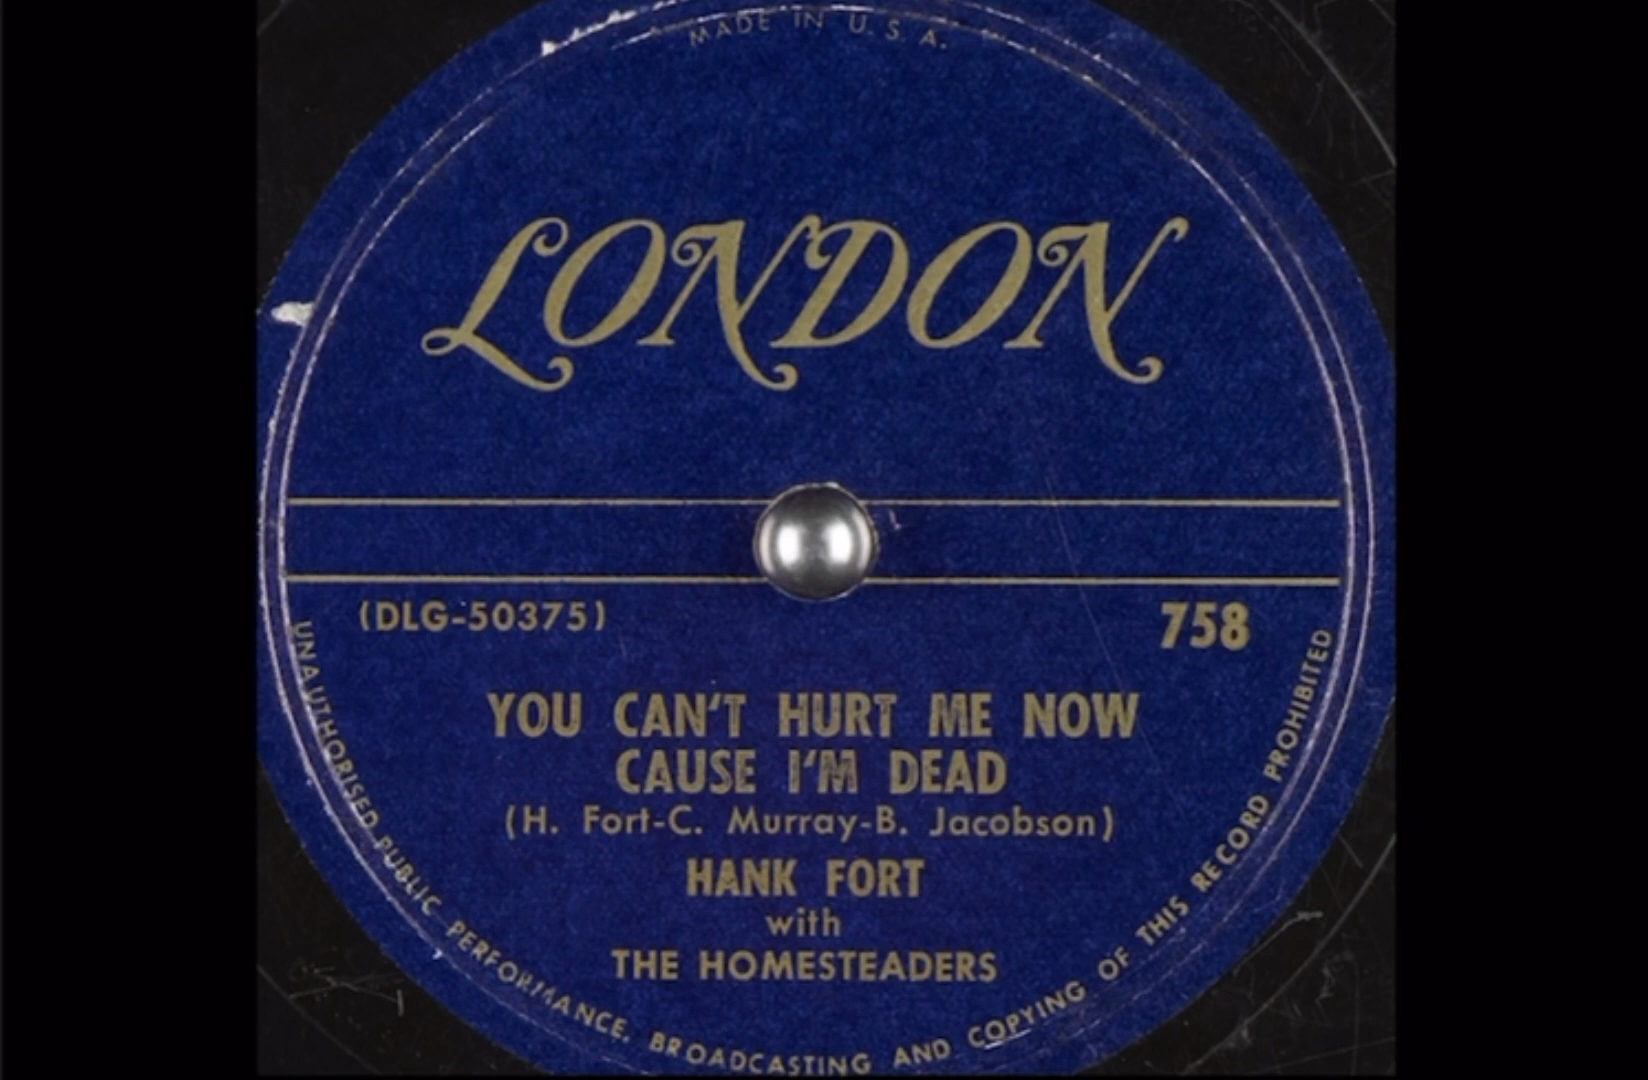 MADE IN U.S.A.
LONDON
(DLG-50375)
758
YOU CAN'T HURT ME NOW
CAUSE I'M DEAD
(H. Fort-C. Murray-B. Jacobson)
HANK FORT
with
THE HOMESTEADERS
UNAUTHORISED PUBLIC PERFORMANCE, BROADCASTING AND COPYING OF THIS RECORD PROHIBITED